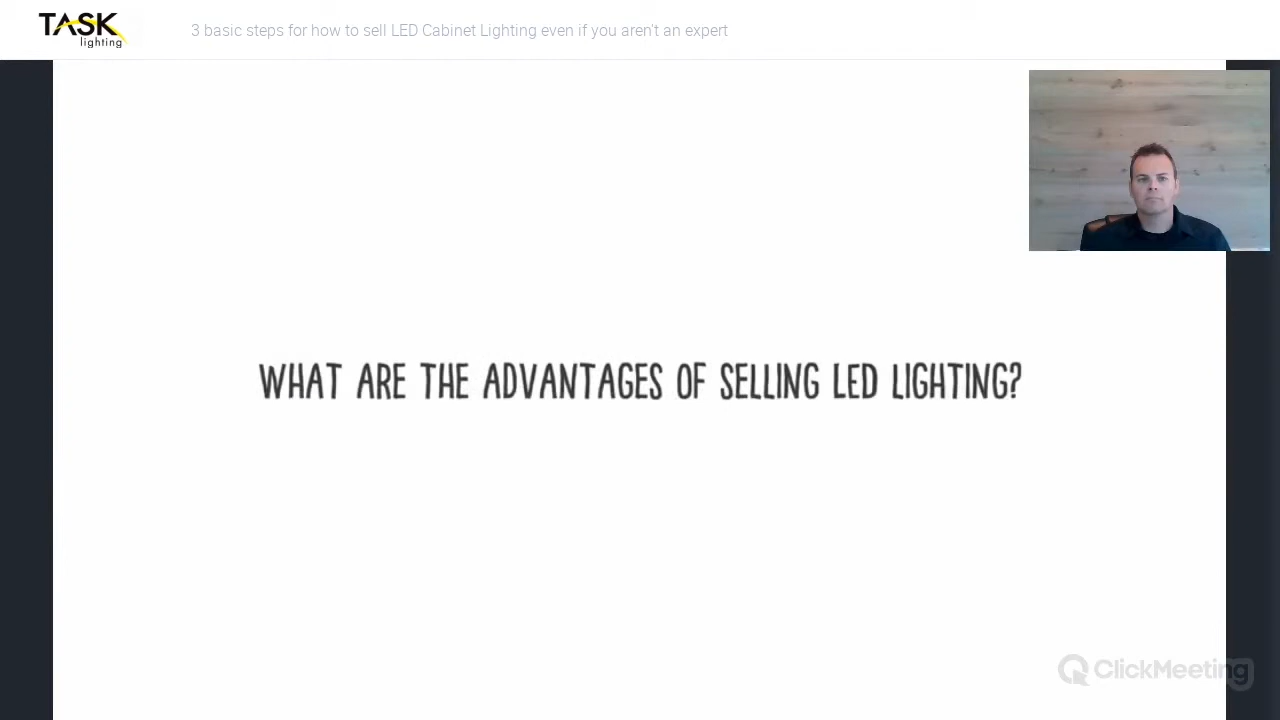 TASK
lighting
3 basic steps for how to sell LED Cabinet Lighting even if you aren't an expert
WHAT ARE THE ADVANTAGES OF SELLING LED LIGHTING?
ClickMeeting